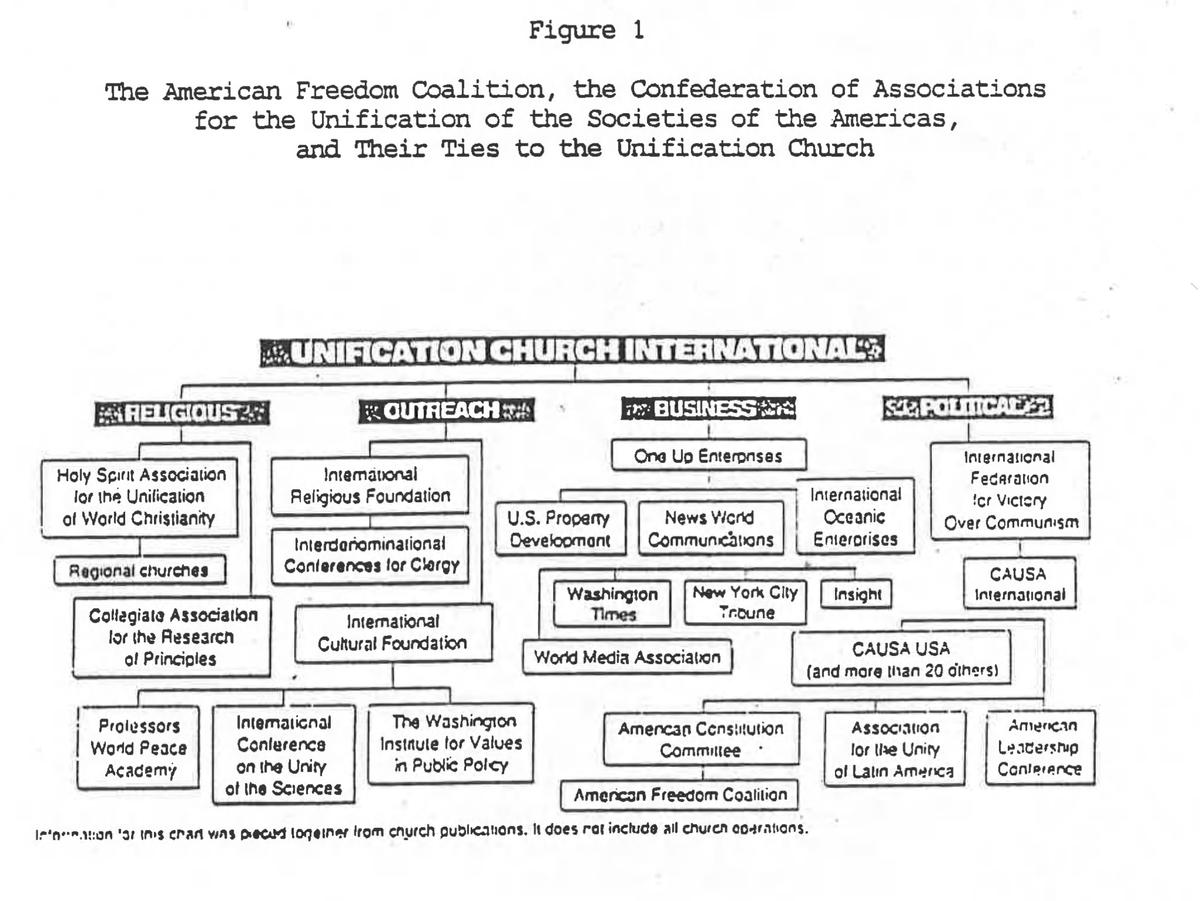 Figure 1
The American Freedom Coalition, the Confederation of Associations
for the Unification of the Societies of the Americas,
and Their Ties to the Unification Church
UNIFICATION CHURCH INTERNATIONAL
RELIGIOUS
Holy Spirit Association
for the Unification
of World Christianity
Regional churches
Collegiate Association
for the Research
of Principles
OUTREACH
International
Religious Foundation
Interdenominational
Conferences for Clergy
International
Cultural Foundation
Professors
World Peace
Academy
International
Conference
on the Unity
of the Sciences
The Washington
Institute for Values
in Public Policy
BUSINESS
One Up Enterprises
U.S. Property
Development
News World
Communications
International
Oceanic
Enterprises
Washington
Times
New York City
Tribune
Insight
World Media Association
POLITICAL
International
Federation
for Victory
Over Communism
CAUSA
International
CAUSA USA
(and more than 20 others)
American Constitution
Committee
American Freedom Coalition
Association
for the Unity
of Latin America
American
Leadership
Conference
Information for this chart was pieced together from church publications. It does not include all church operations.